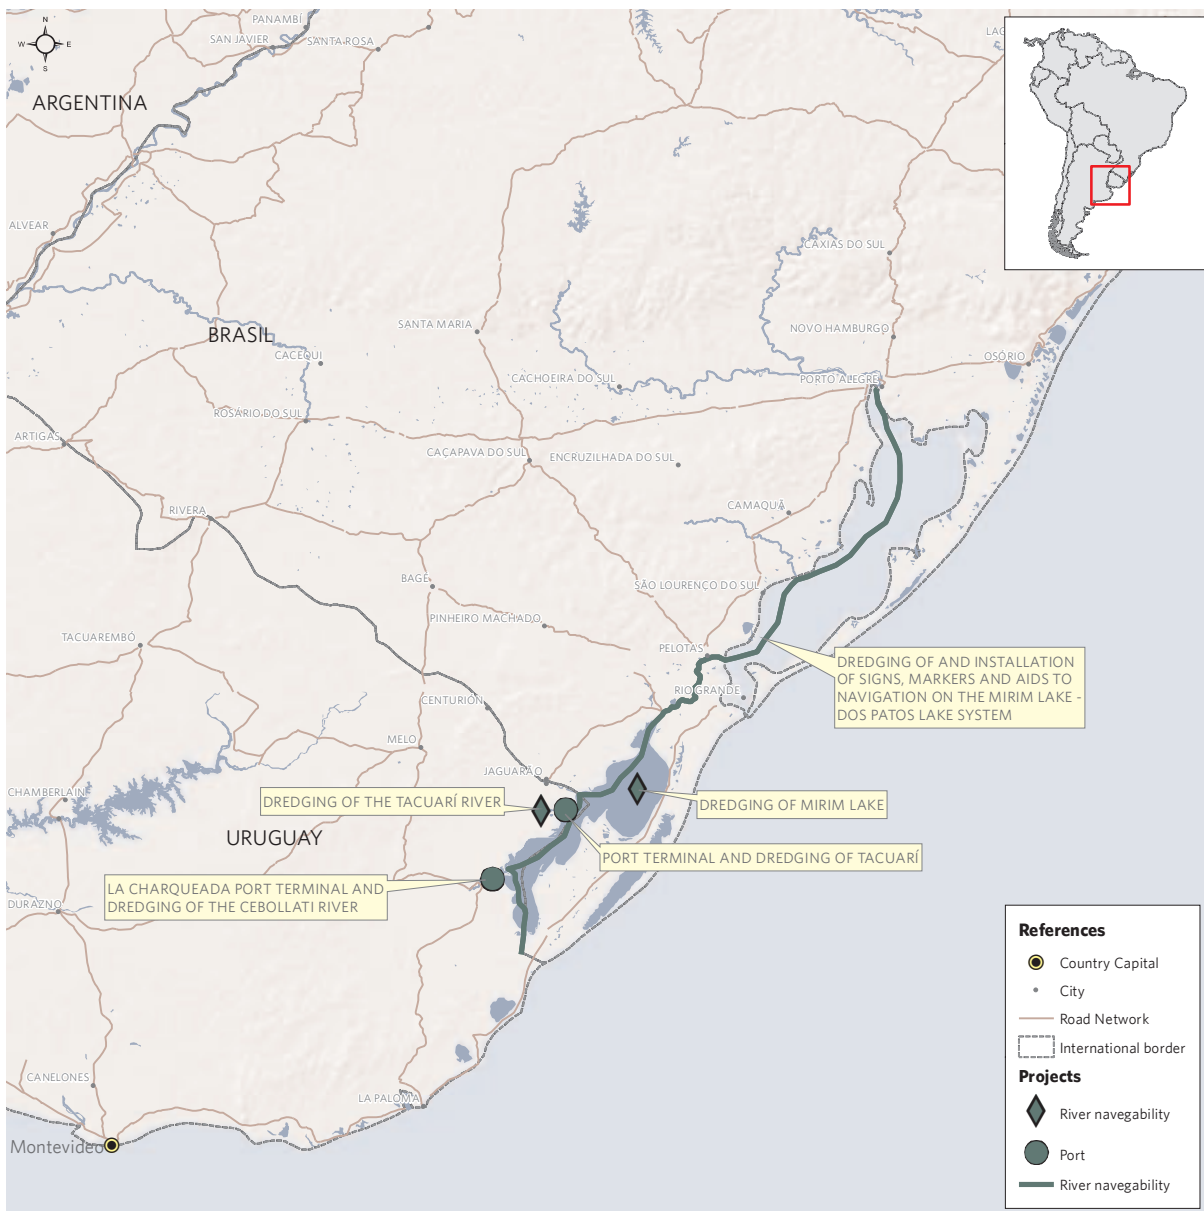 N
W
E
S
PANAMBÍ
SAN JAVIER
SANTA ROSA
LAG
ARGENTINA
ALVEAR
CAXIAS DO SUL
BRASIL
SANTA MARIA
NOVO HAMBURGO
CACEQUI
OSÓRIO
CACHOEIRA DO SUL
PORTO ALEGRE
ROSÁRIO DO SUL
ARTIGAS
CAÇAPAVA DO SUL
ENCRUZILHADA DO SUL
RIVERA
CAMAQUÃ
BAGE
SÃO LOURENÇO DO SUL
PINHEIRO MACHADO
TACUAREMBÓ
PELOTAS
DREDGING OF AND INSTALLATION
OF SIGNS, MARKERS AND AIDS TO
NAVIGATION ON THE MIRIM LAKE -
DOS PATOS LAKE SYSTEM
RIO GRANDE
CENTURIÓN
MELO
JAGUARÃO
CHAMBERLAIN
DREDGING OF THE TACUARÍ RIVER
DREDGING OF MIRIM LAKE
URUGUAY
PORT TERMINAL AND DREDGING OF TACUARÍ
LA CHARQUEADA PORT TERMINAL AND
DREDGING OF THE CEBOLLATI RIVER
DURAZNO
CANELONES
LA PALOMA
Montevideo
References
Country Capital
City
Road Network
International border
Projects
River navegability
Port
River navegability